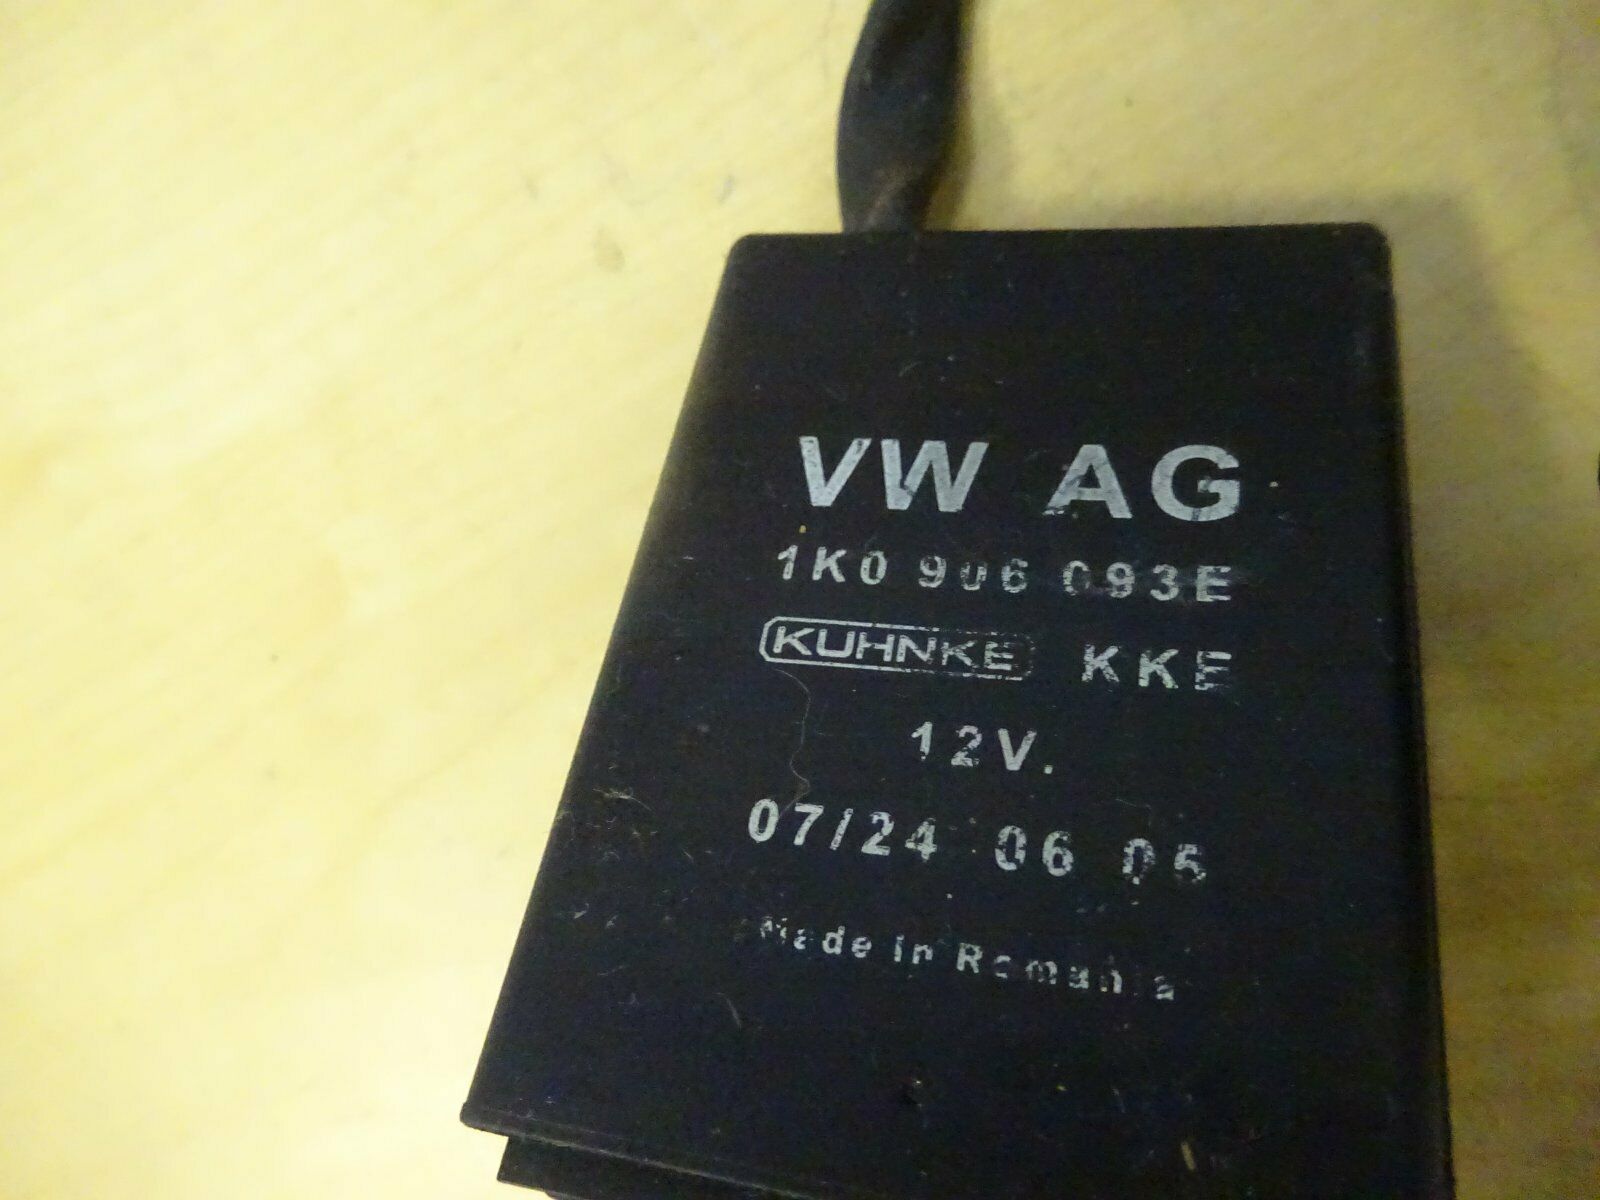 VW AG
1K0 906 093E
KUHNKE KKE
12V.
07/24 06 05
Made in Romania